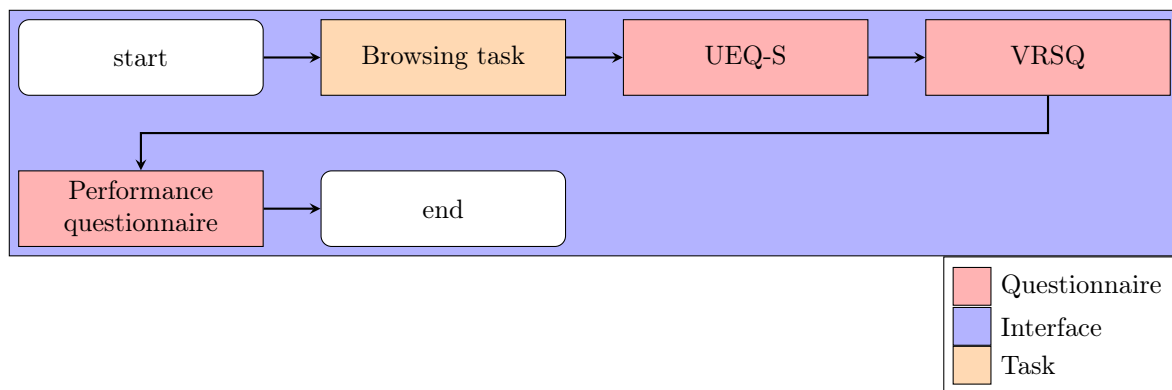 start
Browsing task
UEQ-S
VRSQ
Performance
questionnaire
end
Questionnaire
Interface
Task